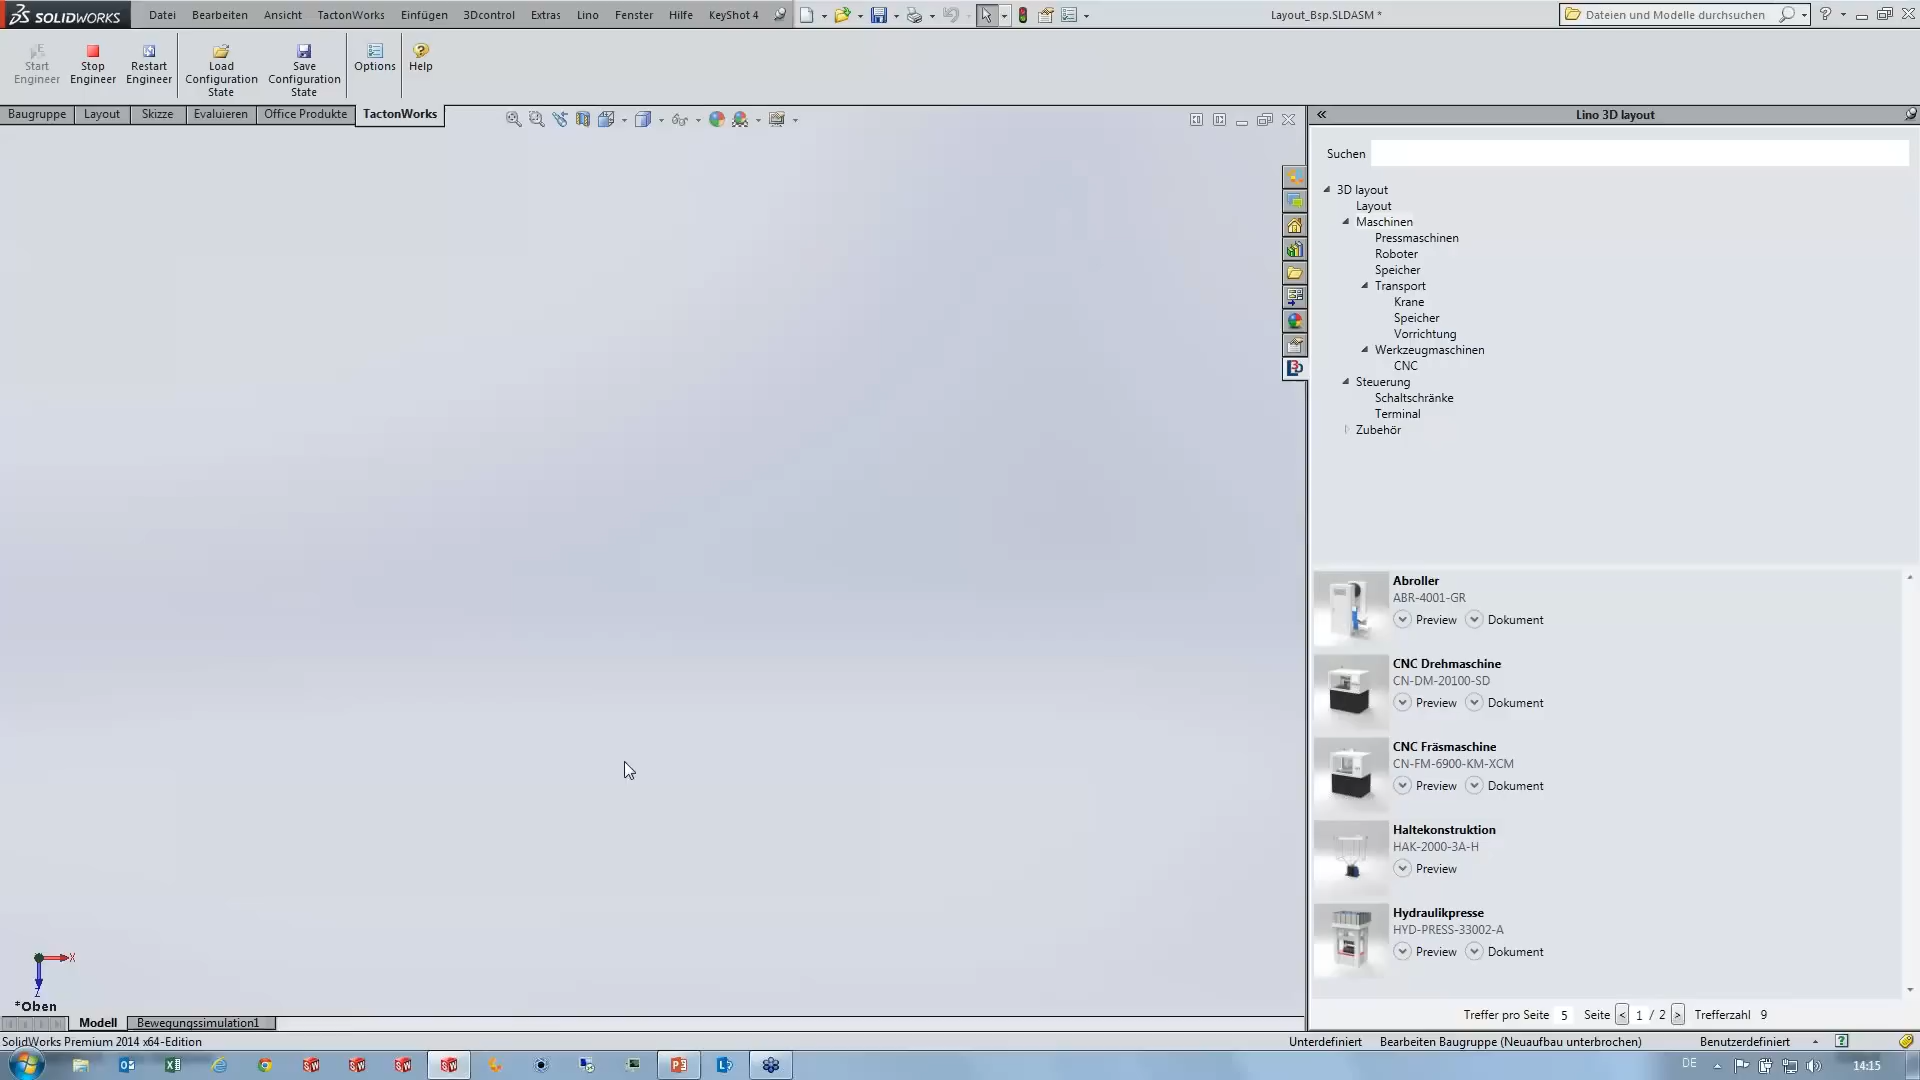 SOLIDWORKS Datei Bearbeiten Ansicht TactonWorks Einfügen 3Dcontrol Extras Lino Fenster Hilfe KeyShot 4 Layout_Bsp.SLDASM * Dateien und Modelle durchsuchen
Start Engineer
Stop Engineer
Restart Engineer
Load Configuration State
Save Configuration State
Options
Help
Baugruppe Layout Skizze Evaluieren Office Produkte TactonWorks
Lino 3D layout
Suchen
3D layout
Layout
Maschinen
Pressmaschinen
Roboter
Speicher
Transport
Krane
Speicher
Vorrichtung
Werkzeugmaschinen
CNC
Steuerung
Schaltschränke
Terminal
Zubehör
Abroller
ABR-4001-GR
Preview Dokument
CNC Drehmaschine
CN-DM-20100-SD
Preview Dokument
CNC Fräsmaschine
CN-FM-6900-KM-XCM
Preview Dokument
Haltekonstruktion
HAK-2000-3A-H
Preview
Hydraulikpresse
HYD-PRESS-33002-A
Preview Dokument
Treffer pro Seite 5 Seite < 1 / 2 > Trefferzahl 9
X
Z
*Oben
Modell Bewegungssimulation1
SolidWorks Premium 2014 x64-Edition Unterdefiniert Bearbeiten Baugruppe (Neuaufbau unterbrochen) Benutzerdefiniert
DE 14:15